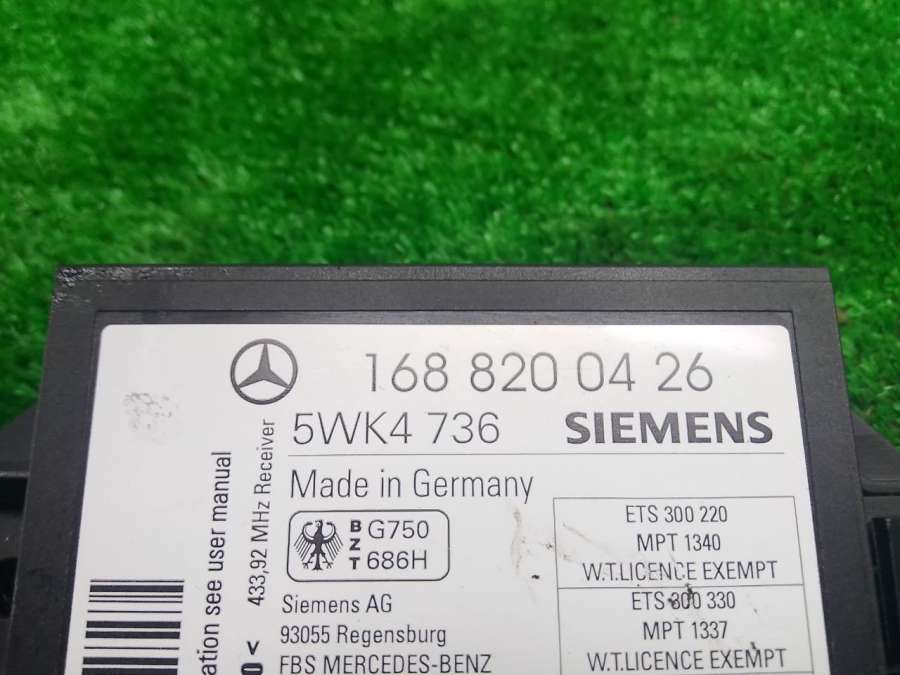 168 820 04 26
5WK4 736 SIEMENS
Made in Germany
BZT G750
686H
Siemens AG
93055 Regensburg
FBS MERCEDES-BENZ
ETS 300 220
MPT 1340
W.T.LICENCE EXEMPT
ETS 300 330
MPT 1337
W.T.LICENCE EXEMPT
433,92 MHz Receiver
see user manual